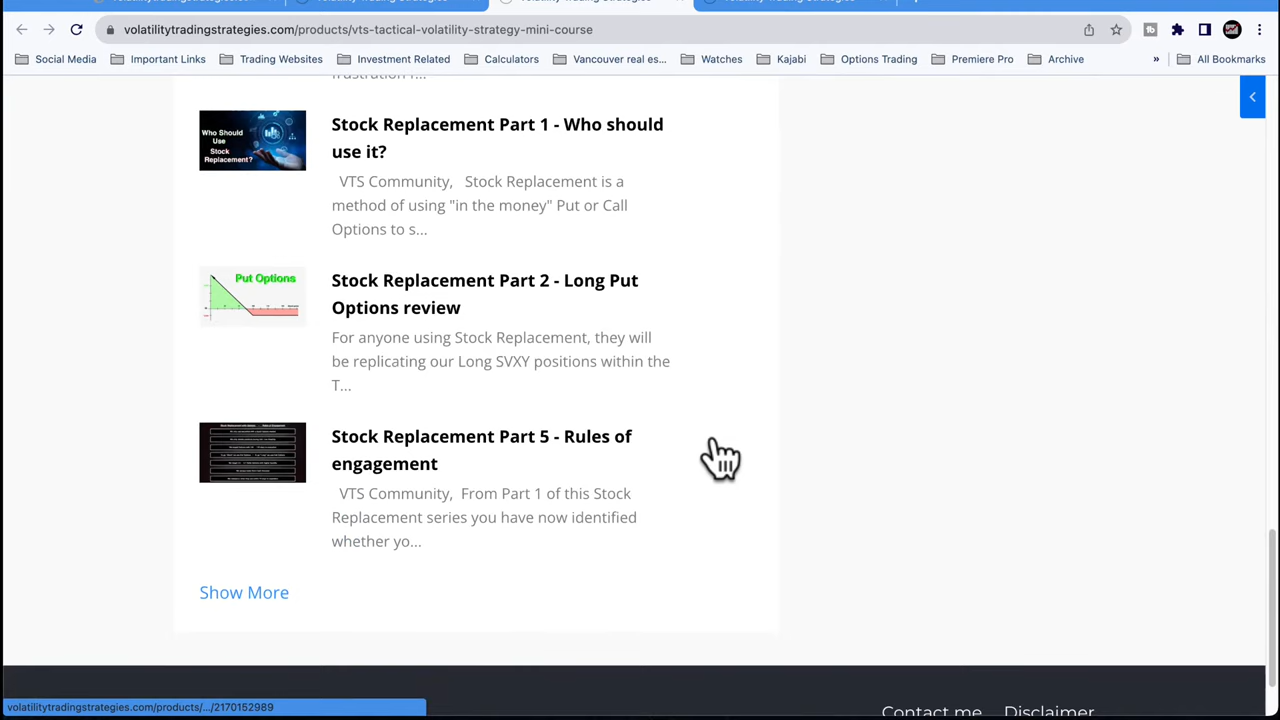 volatilitytradingstrategies.com/products/vts-tactical-volatility-strategy-mini-course
Social Media
Important Links
Trading Websites
Investment Related
Calculators
Vancouver real es...
Watches
Kajabi
Options Trading
Premiere Pro
Archive
»
All Bookmarks
frustration f...
Who Should
Use
Stock
Replacement?
Stock Replacement Part 1 - Who should
use it?
VTS Community,   Stock Replacement is a
method of using "in the money" Put or Call
Options to s...
Put Options
Stock Replacement Part 2 - Long Put
Options review
For anyone using Stock Replacement, they will
be replicating our Long SVXY positions within the
T...
Stock Replacement Part 5 - Rules of
engagement
VTS Community,  From Part 1 of this Stock
Replacement series you have now identified
whether yo...
Show More
Contact me
Disclaimer
volatilitytradingstrategies.com/products/.../2170152989